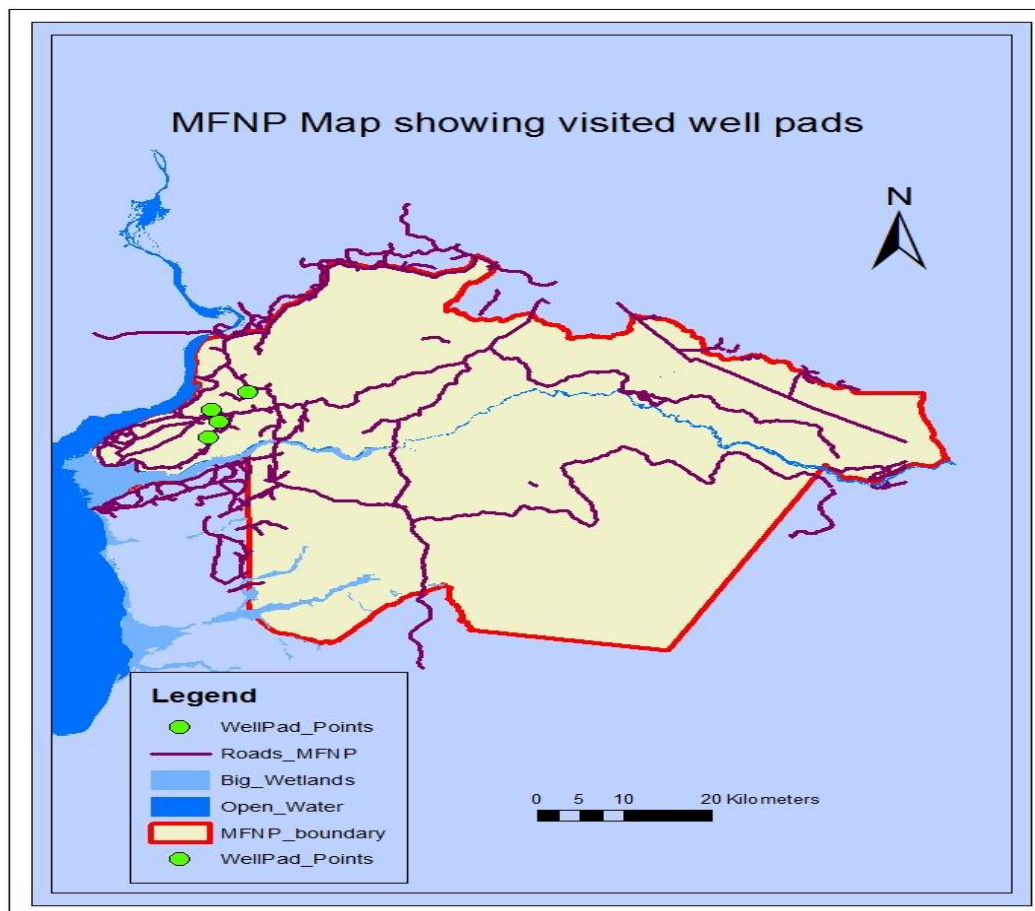 MFNP Map showing visited well pads
N
Legend
WellPad_Points
Roads_MFNP
Big_Wetlands
Open_Water
MFNP_boundary
WellPad_Points
0 5 10 20 Kilometers